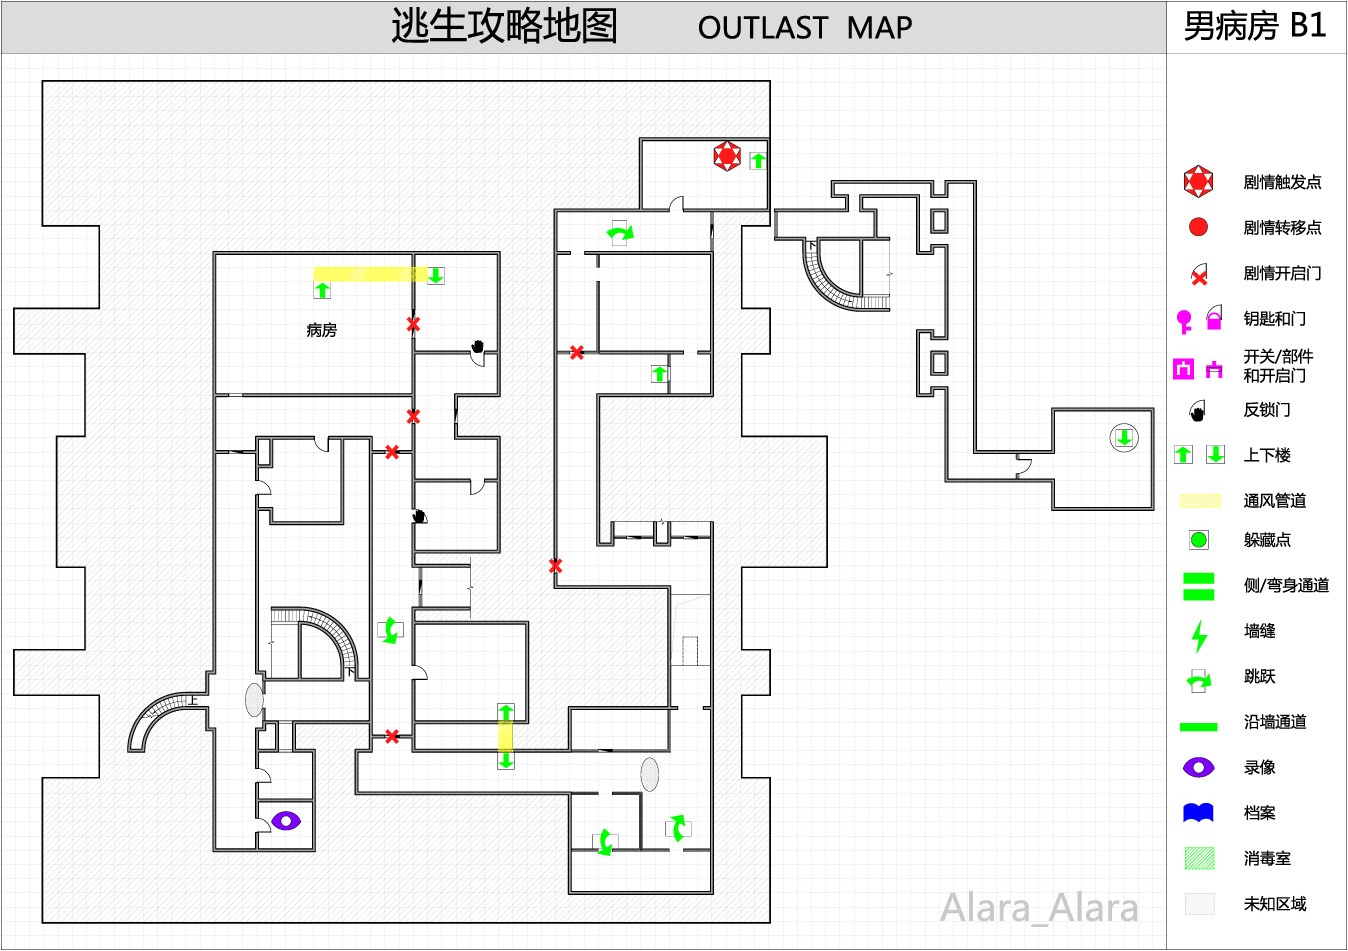 逃生攻略地图 OUTLAST MAP
男病房 B1
剧情触发点
剧情转移点
剧情开启门
钥匙和门
开关/部件
和开启门
反锁门
上下楼
通风管道
躲藏点
侧/弯身通道
墙缝
跳跃
沿墙通道
录像
档案
消毒室
未知区域
病房
下
上
下
Alara_Alara